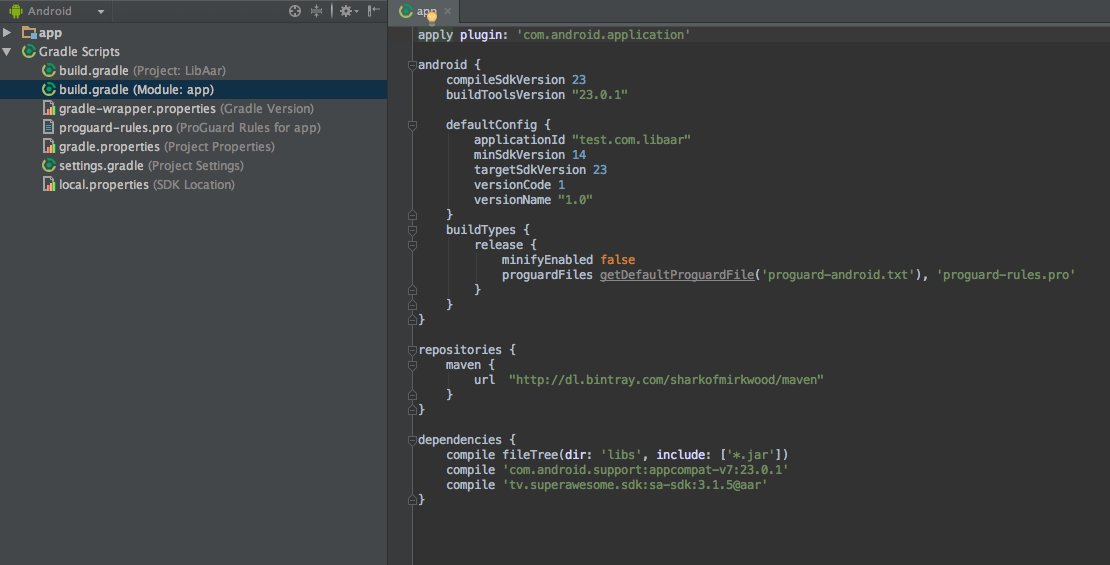 Android
app
Gradle Scripts
build.gradle (Project: LibAar)
build.gradle (Module: app)
gradle-wrapper.properties (Gradle Version)
proguard-rules.pro (ProGuard Rules for app)
gradle.properties (Project Properties)
settings.gradle (Project Settings)
local.properties (SDK Location)
app
apply plugin: 'com.android.application'
android {
compileSdkVersion 23
buildToolsVersion "23.0.1"
defaultConfig {
applicationId "test.com.libaar"
minSdkVersion 14
targetSdkVersion 23
versionCode 1
versionName "1.0"
}
buildTypes {
release {
minifyEnabled false
proguardFiles getDefaultProguardFile('proguard-android.txt'), 'proguard-rules.pro'
}
}
}
repositories {
maven {
url  "http://dl.bintray.com/sharkofmirkwood/maven"
}
}
dependencies {
compile fileTree(dir: 'libs', include: ['*.jar'])
compile 'com.android.support:appcompat-v7:23.0.1'
compile 'tv.superawesome.sdk:sa-sdk:3.1.5@aar'
}